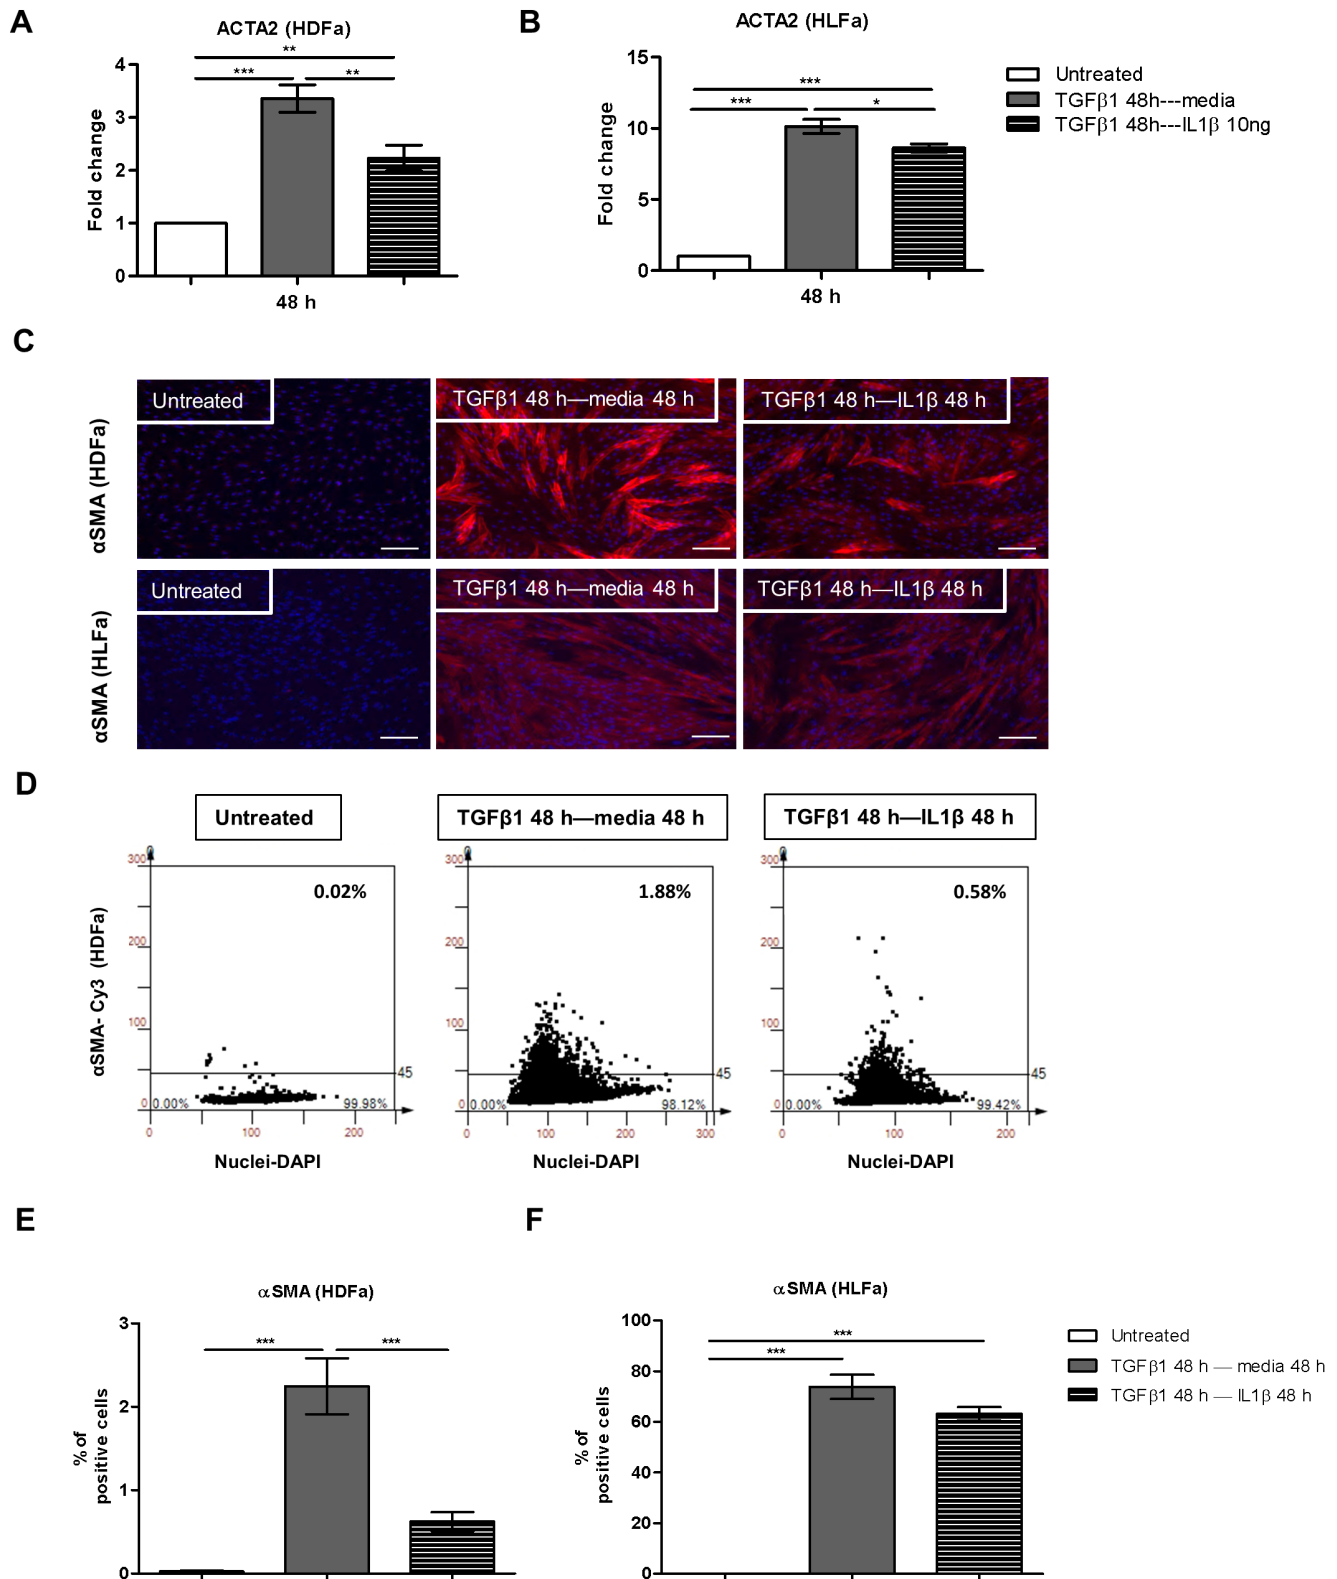 A
ACTA2 (HDFa)
**
***
**
Fold change
4
3
2
1
0
48 h
B
ACTA2 (HLFa)
***
***
*
Fold change
15
10
5
0
48 h
Untreated
TGFβ1 48h---media
TGFβ1 48h---IL1β 10ng
C
αSMA (HDFa)
Untreated
TGFβ1 48 h—media 48 h
TGFβ1 48 h—IL1β 48 h
αSMA (HLFa)
Untreated
TGFβ1 48 h—media 48 h
TGFβ1 48 h—IL1β 48 h
D
Untreated
TGFβ1 48 h—media 48 h
TGFβ1 48 h—IL1β 48 h
αSMA- Cy3 (HDFa)
300
200
100
0
0.02%
45
0.00%
99.98%
0 100 200
Nuclei-DAPI
300
200
100
0
1.88%
45
0.00%
98.12%
0 100 200 300
Nuclei-DAPI
300
200
100
0
0.58%
45
0.00%
99.42%
0 100 200
Nuclei-DAPI
E
αSMA (HDFa)
***
***
% of
positive cells
3
2
1
0
F
αSMA (HLFa)
***
***
% of
positive cells
100
80
60
40
20
0
Untreated
TGFβ1 48 h — media 48 h
TGFβ1 48 h — IL1β 48 h